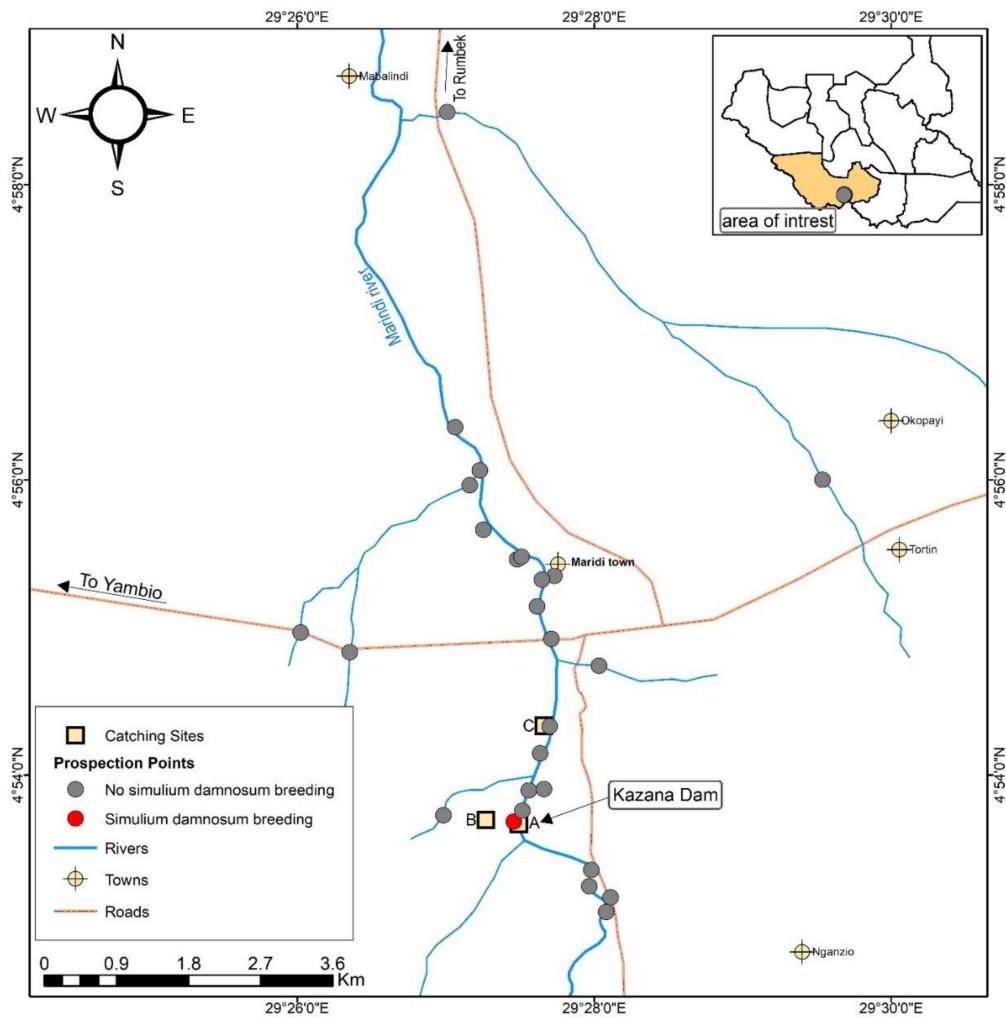 29°26'0"E
29°28'0"E
29°30'0"E
N
W
E
S
Mabalindi
To Rumbek
area of intrest
4°58'0"N
4°58'0"N
Marindi river
Okopayi
4°56'0"N
4°56'0"N
Tortin
Maridi town
To Yambio
C
4°54'0"N
4°54'0"N
Kazana Dam
B
A
Catching Sites
Prospection Points
No simulium damnosum breeding
Simulium damnosum breeding
Rivers
Towns
Roads
Nganzio
0 0.9 1.8 2.7 3.6
Km
29°26'0"E
29°28'0"E
29°30'0"E